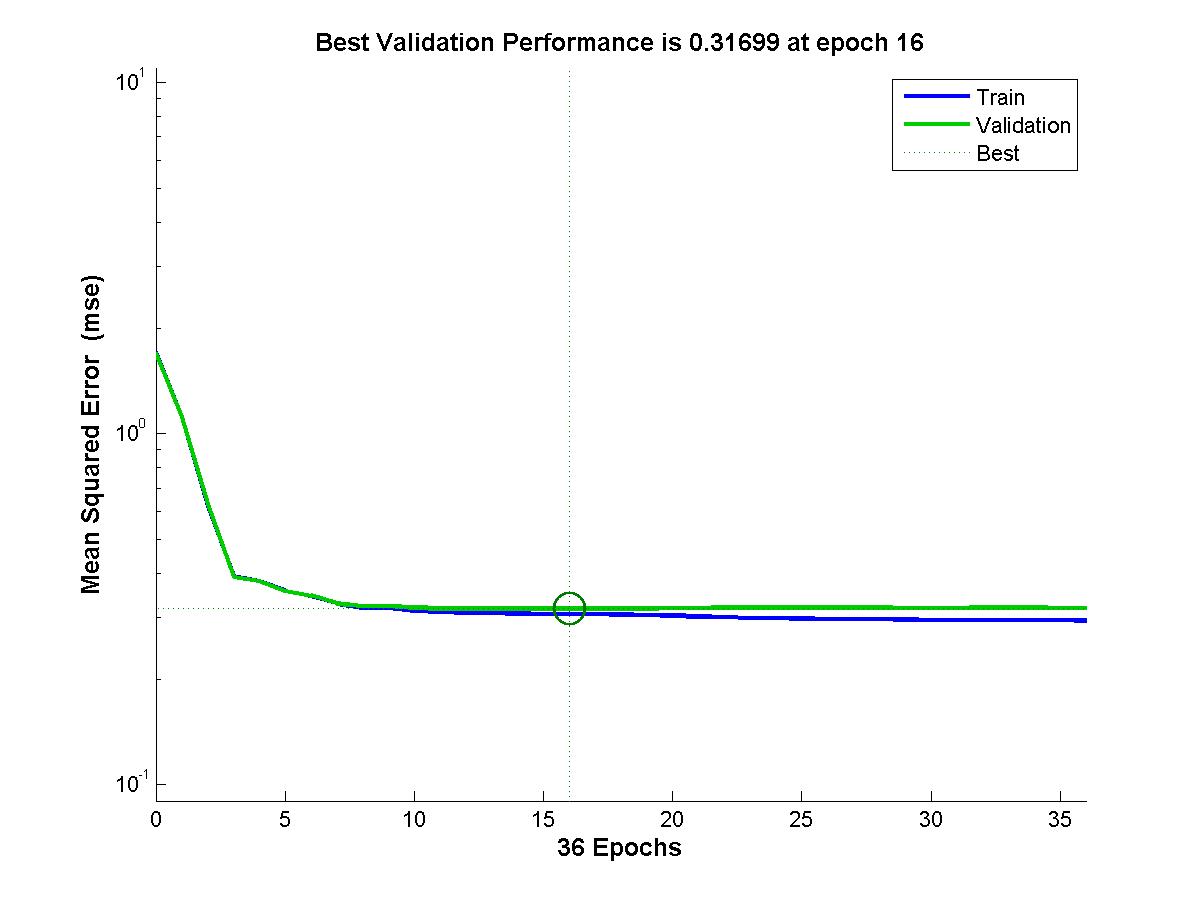 Best Validation Performance is 0.31699 at epoch 16
Train
Validation
Best
Mean Squared Error (mse)
10^1
10^0
10^-1
0 5 10 15 20 25 30 35
36 Epochs